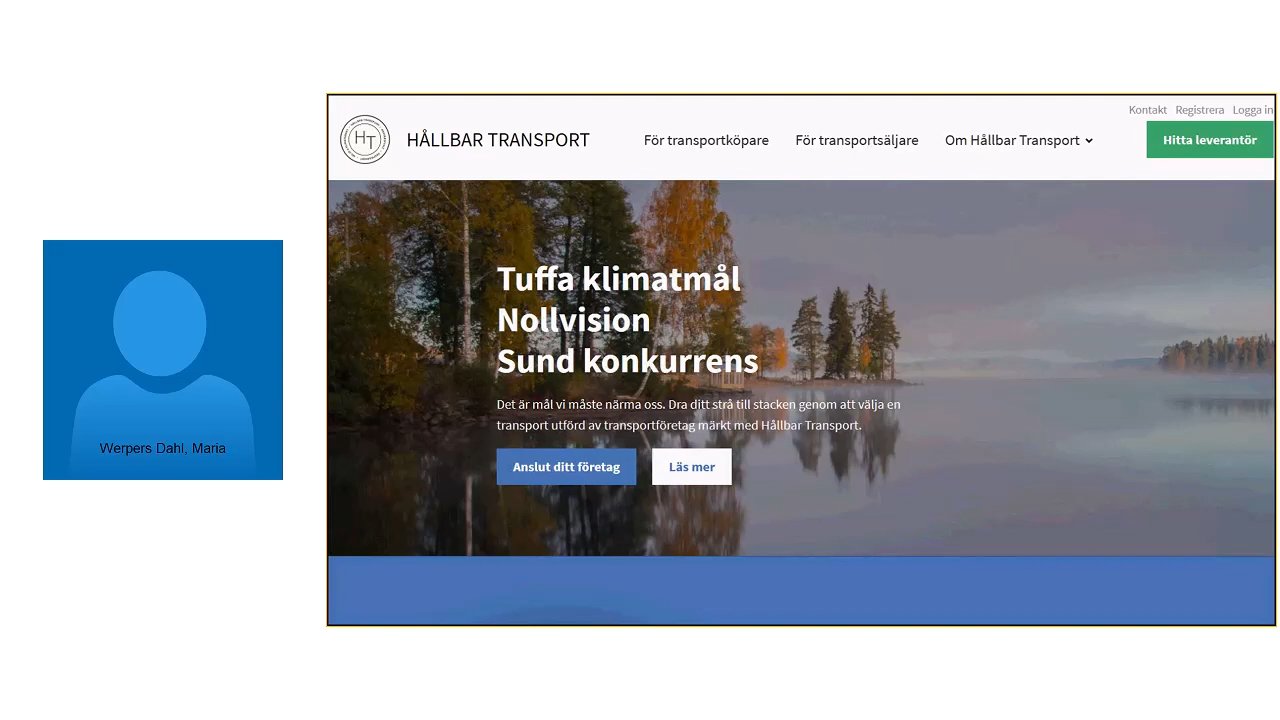 Kontakt Registrera Logga in
HT
HÅLLBAR TRANSPORT
För transportköpare
För transportsäljare
Om Hållbar Transport
Hitta leverantör
Tuffa klimatmål
Nollvision
Sund konkurrens
Det är mål vi måste närma oss. Dra ditt strå till stacken genom att välja en
transport utförd av transportföretag märkt med Hållbar Transport.
Anslut ditt företag
Läs mer
Werpers Dahl, Maria